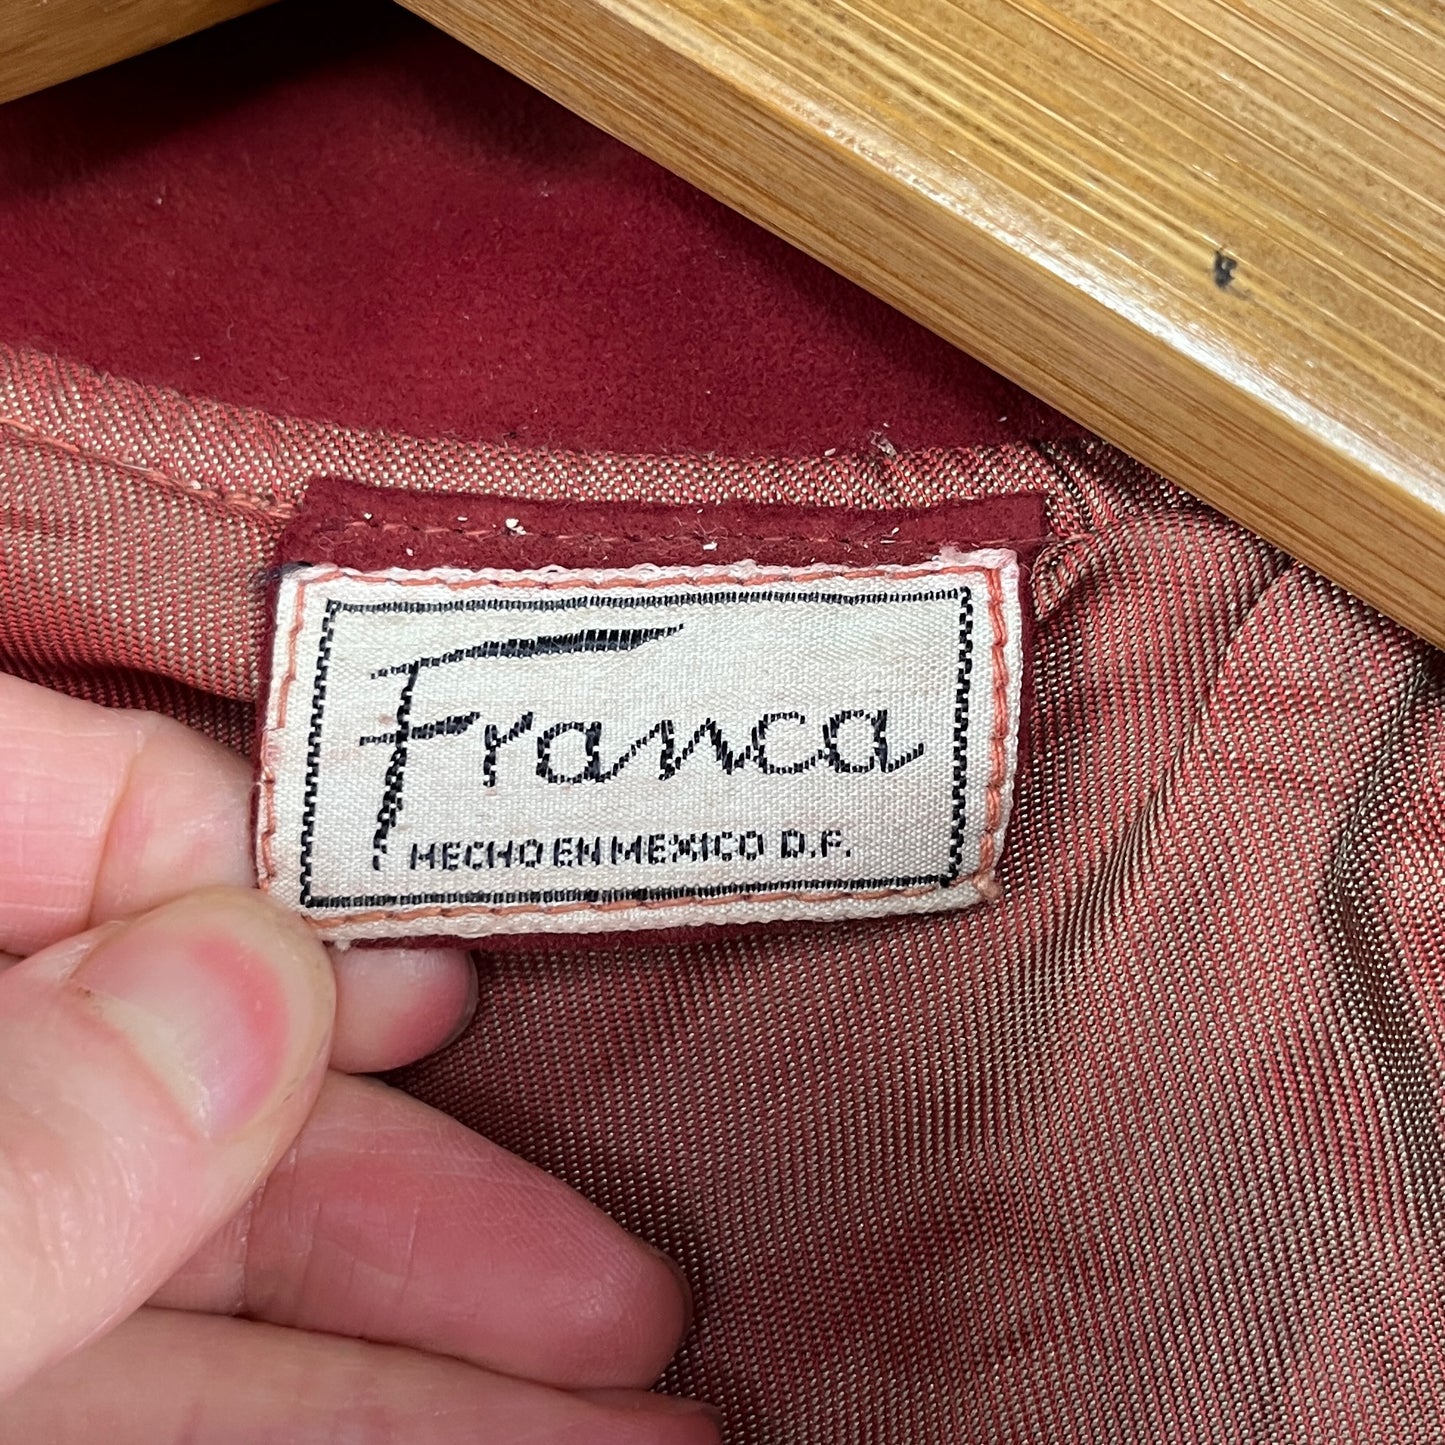 Franca
HECHO EN MEXICO D.F.